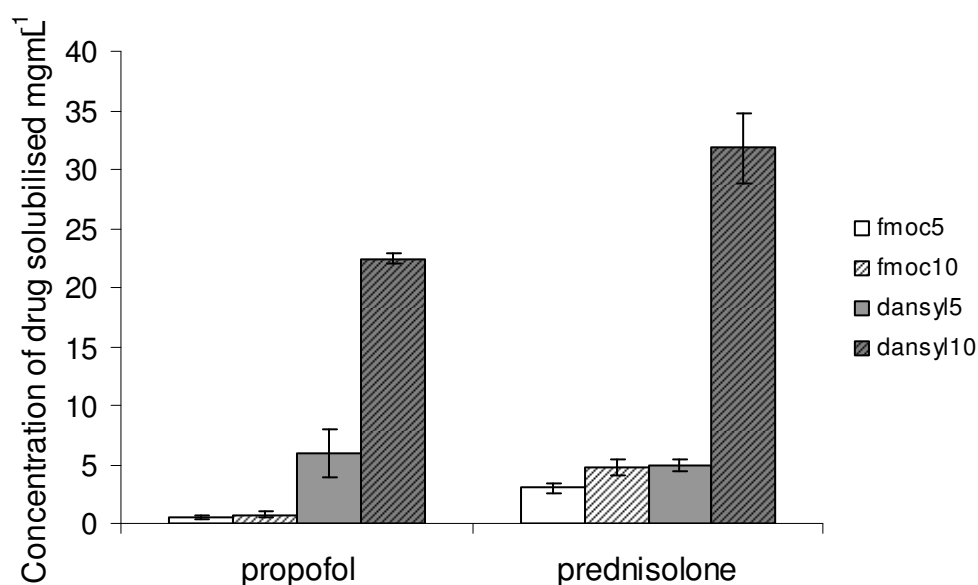 Concentration of drug solubilised mgmL-1
40
35
30
25
20
15
10
5
0
propofol
prednisolone
fmoc5
fmoc10
dansyl5
dansyl10